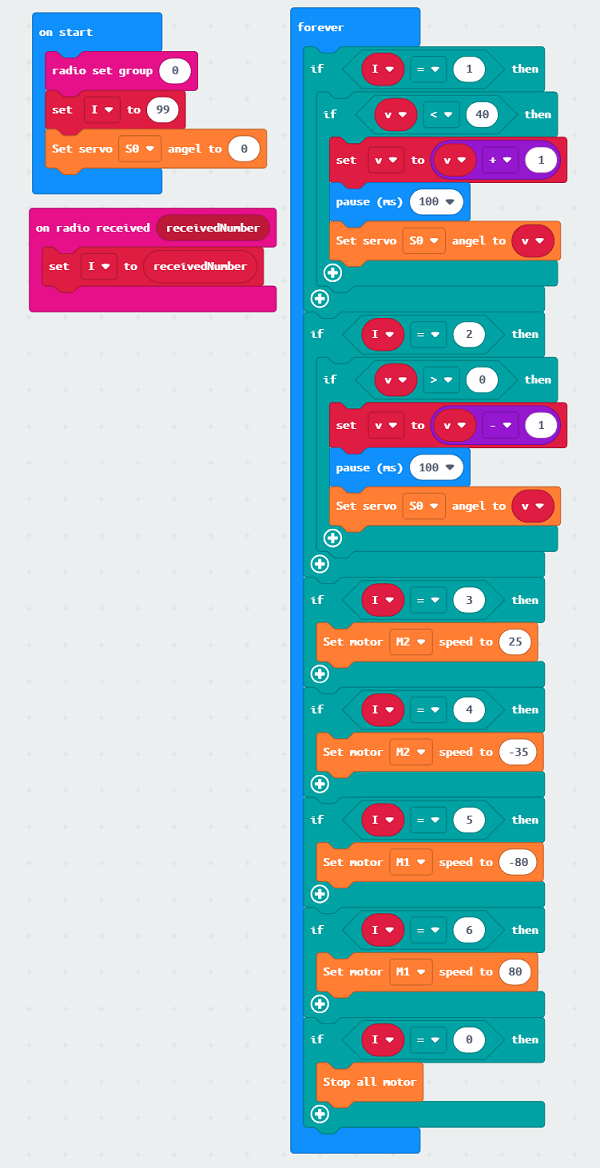 on start
radio set group 0
set I to 99
Set servo S0 angel to 0
on radio received receivedNumber
set I to receivedNumber
forever
if I = 1 then
if v < 40 then
set v to v + 1
pause (ms) 100
Set servo S0 angel to v
if I = 2 then
if v > 0 then
set v to v - 1
pause (ms) 100
Set servo S0 angel to v
if I = 3 then
Set motor M2 speed to 25
if I = 4 then
Set motor M2 speed to -35
if I = 5 then
Set motor M1 speed to -80
if I = 6 then
Set motor M1 speed to 80
if I = 0 then
Stop all motor